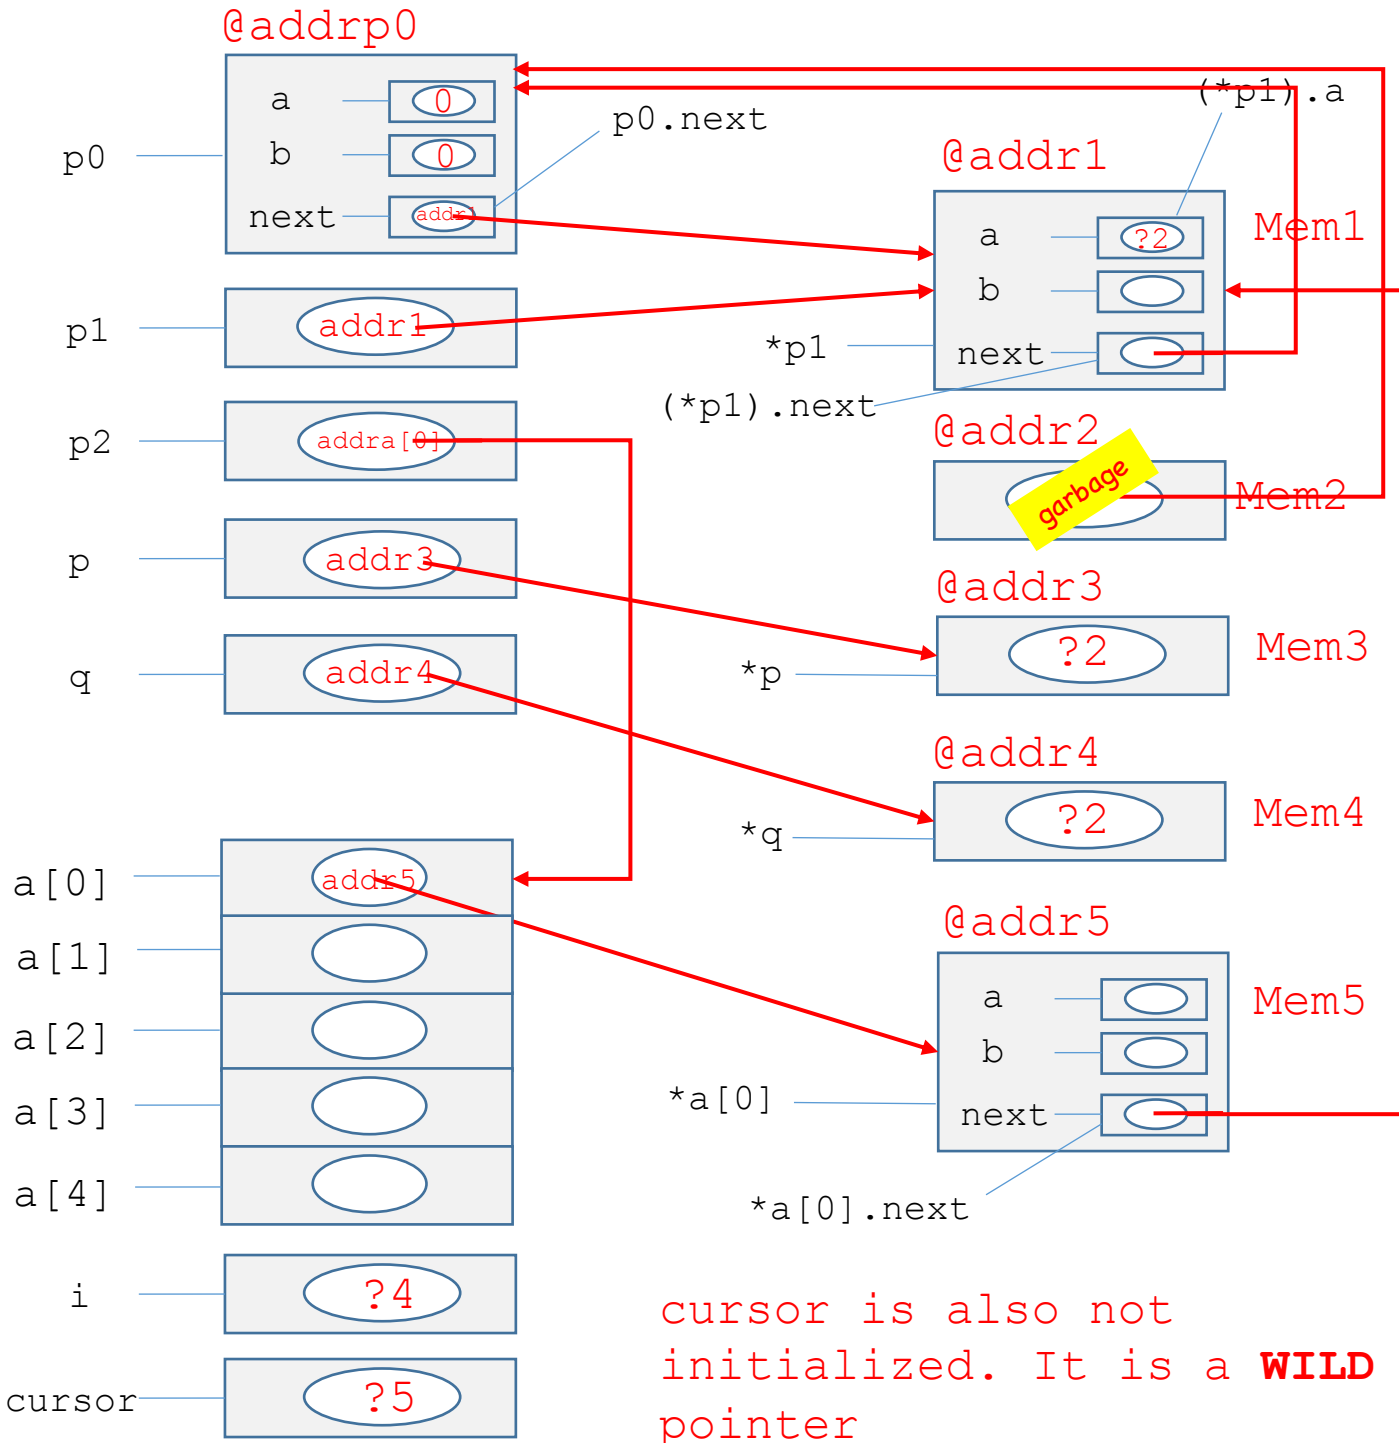 @addrp0
a 0
b 0
next addr1
p0
p0.next
(*p1).a
@addr1
a ?2
b
next
Mem1
p1 addr1
*p1
(*p1).next
p2 addra[0]
@addr2
garbage
Mem2
p addr3
@addr3
?2
Mem3
*p
q addr4
@addr4
?2
Mem4
*q
a[0] addr5
a[1]
a[2]
a[3]
a[4]
@addr5
a
b
next
Mem5
*a[0]
*a[0].next
i ?4
cursor ?5
cursor is also not
initialized. It is a WILD
pointer